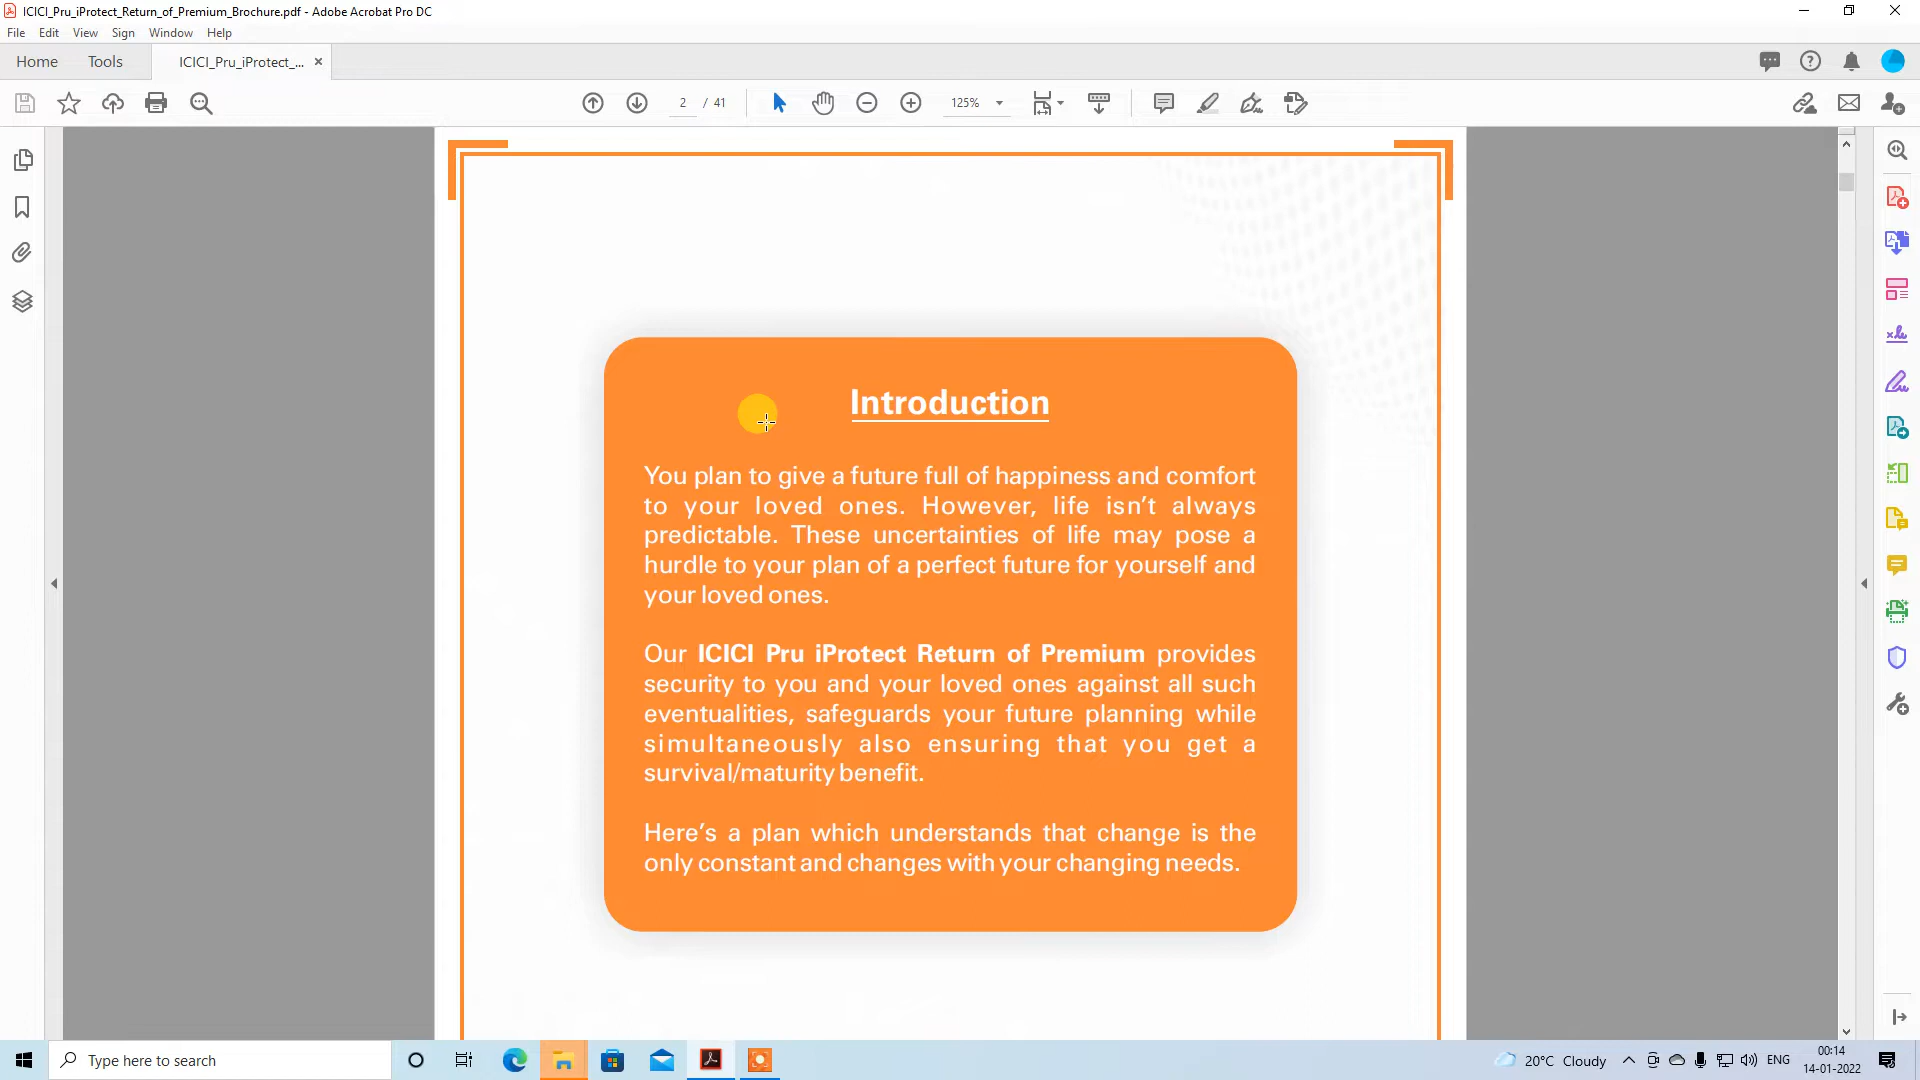 ICICI_Pru_iProtect_Return_of_Premium_Brochure.pdf - Adobe Acrobat Pro DC
File Edit View Sign Window Help
Home Tools ICICI_Pru_iProtect_... ×
2 / 41 125%
Introduction
You plan to give a future full of happiness and comfort
to your loved ones. However, life isn't always
predictable. These uncertainties of life may pose a
hurdle to your plan of a perfect future for yourself and
your loved ones.
Our ICICI Pru iProtect Return of Premium provides
security to you and your loved ones against all such
eventualities, safeguards your future planning while
simultaneously also ensuring that you get a
survival/maturity benefit.
Here's a plan which understands that change is the
only constant and changes with your changing needs.
Type here to search
20°C Cloudy
ENG
00:14
14-01-2022